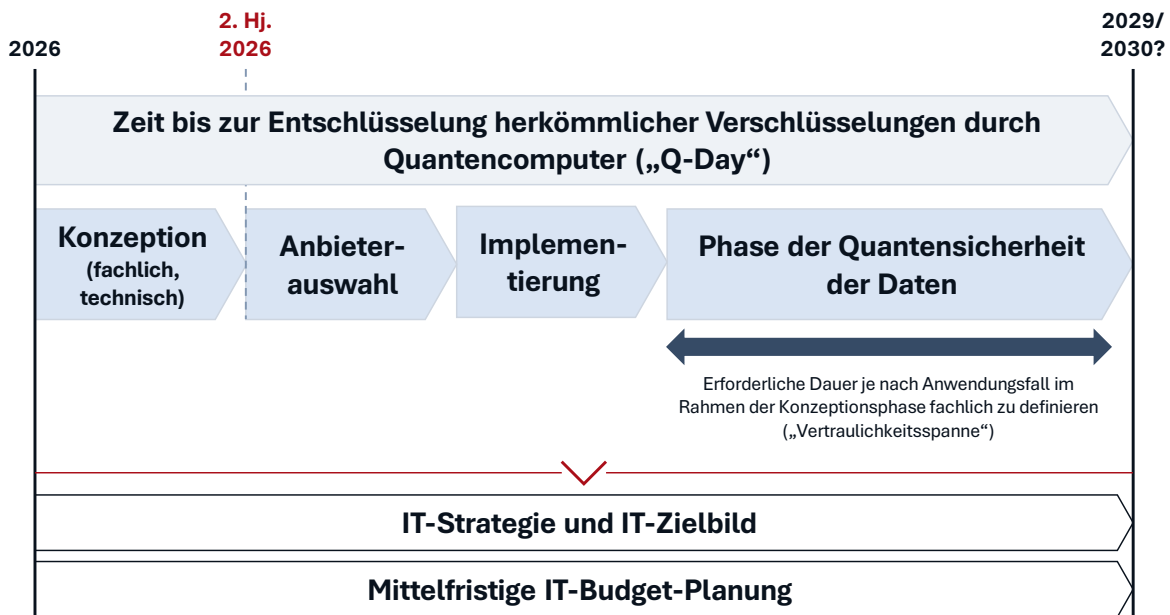 2026
2. Hj.
2026
2029/
2030?
Zeit bis zur Entschlüsselung herkömmlicher Verschlüsselungen durch
Quantencomputer („Q-Day“)
Konzeption
(fachlich,
technisch)
Anbieter-
auswahl
Implemen-
tierung
Phase der Quantensicherheit
der Daten
Erforderliche Dauer je nach Anwendungsfall im
Rahmen der Konzeptionsphase fachlich zu definieren
(„Vertraulichkeitsspanne“)
IT-Strategie und IT-Zielbild
Mittelfristige IT-Budget-Planung